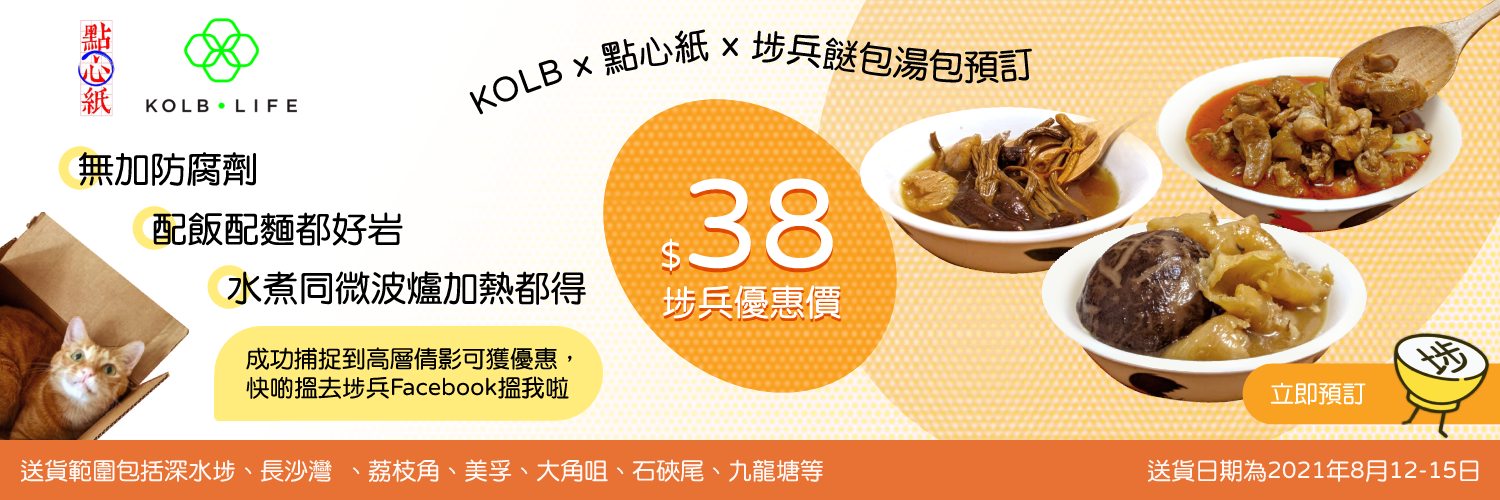 點心紙
KOLB • LIFE
KOLB x 點心紙 x 埗兵餸包湯包預訂
無加防腐劑
配飯配麵都好岩
水煮同微波爐加熱都得
$38
埗兵優惠價
成功捕捉到高層倩影可獲優惠，
快啲搵去埗兵Facebook搵我啦
立即預訂
埗
送貨範圍包括深水埗、長沙灣 、荔枝角、美孚、大角咀、石硤尾、九龍塘等
送貨日期為2021年8月12-15日